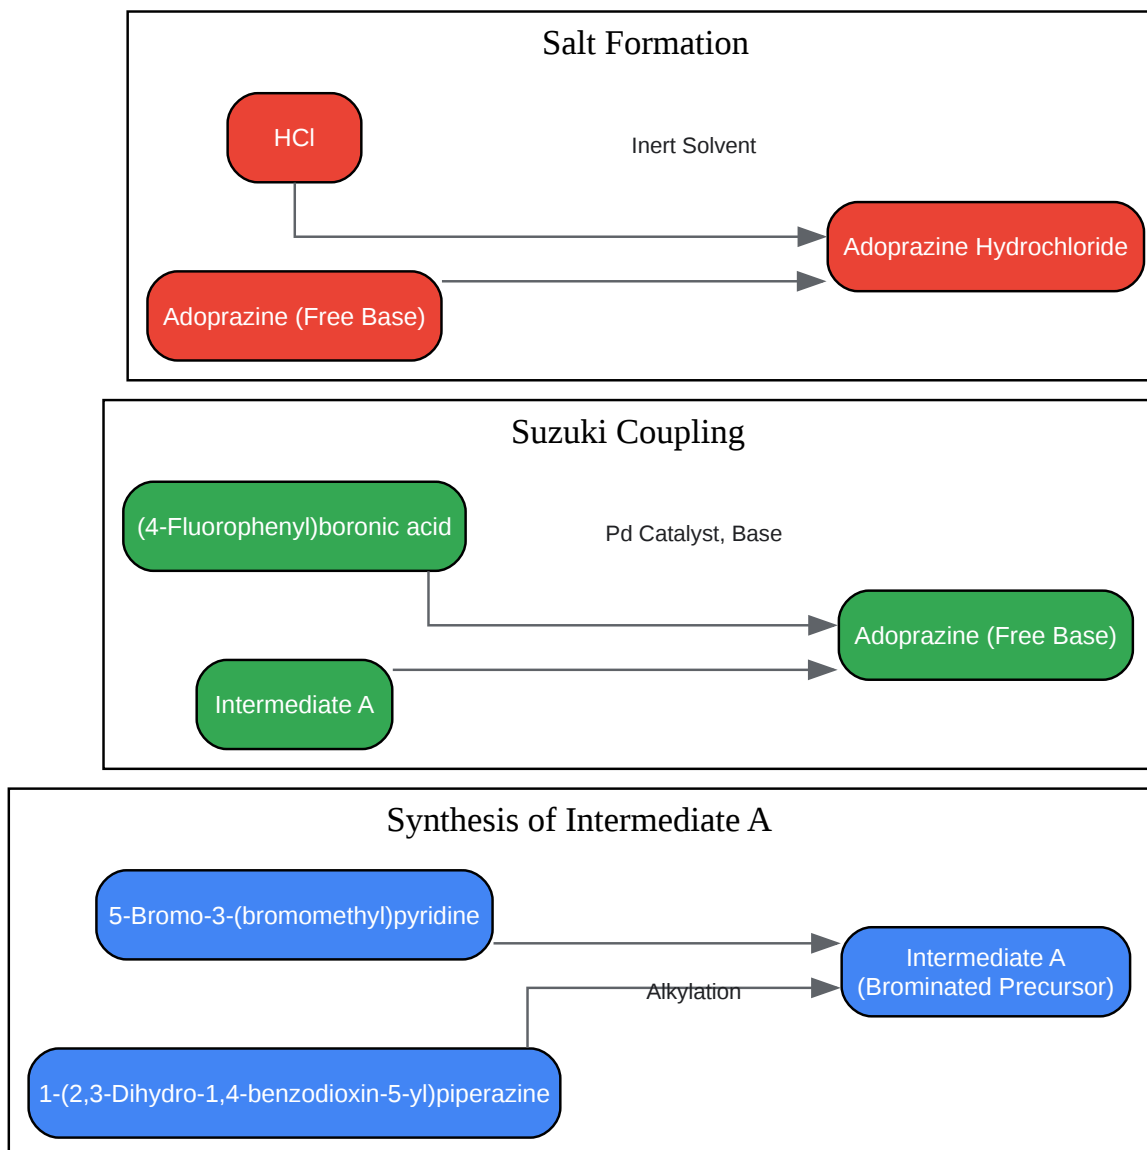 Salt Formation
HCl
Inert Solvent
Adoprazine Hydrochloride
Adoprazine (Free Base)
Suzuki Coupling
(4-Fluorophenyl)boronic acid
Pd Catalyst, Base
Adoprazine (Free Base)
Intermediate A
Synthesis of Intermediate A
5-Bromo-3-(bromomethyl)pyridine
Intermediate A
(Brominated Precursor)
Alkylation
1-(2,3-Dihydro-1,4-benzodioxin-5-yl)piperazine